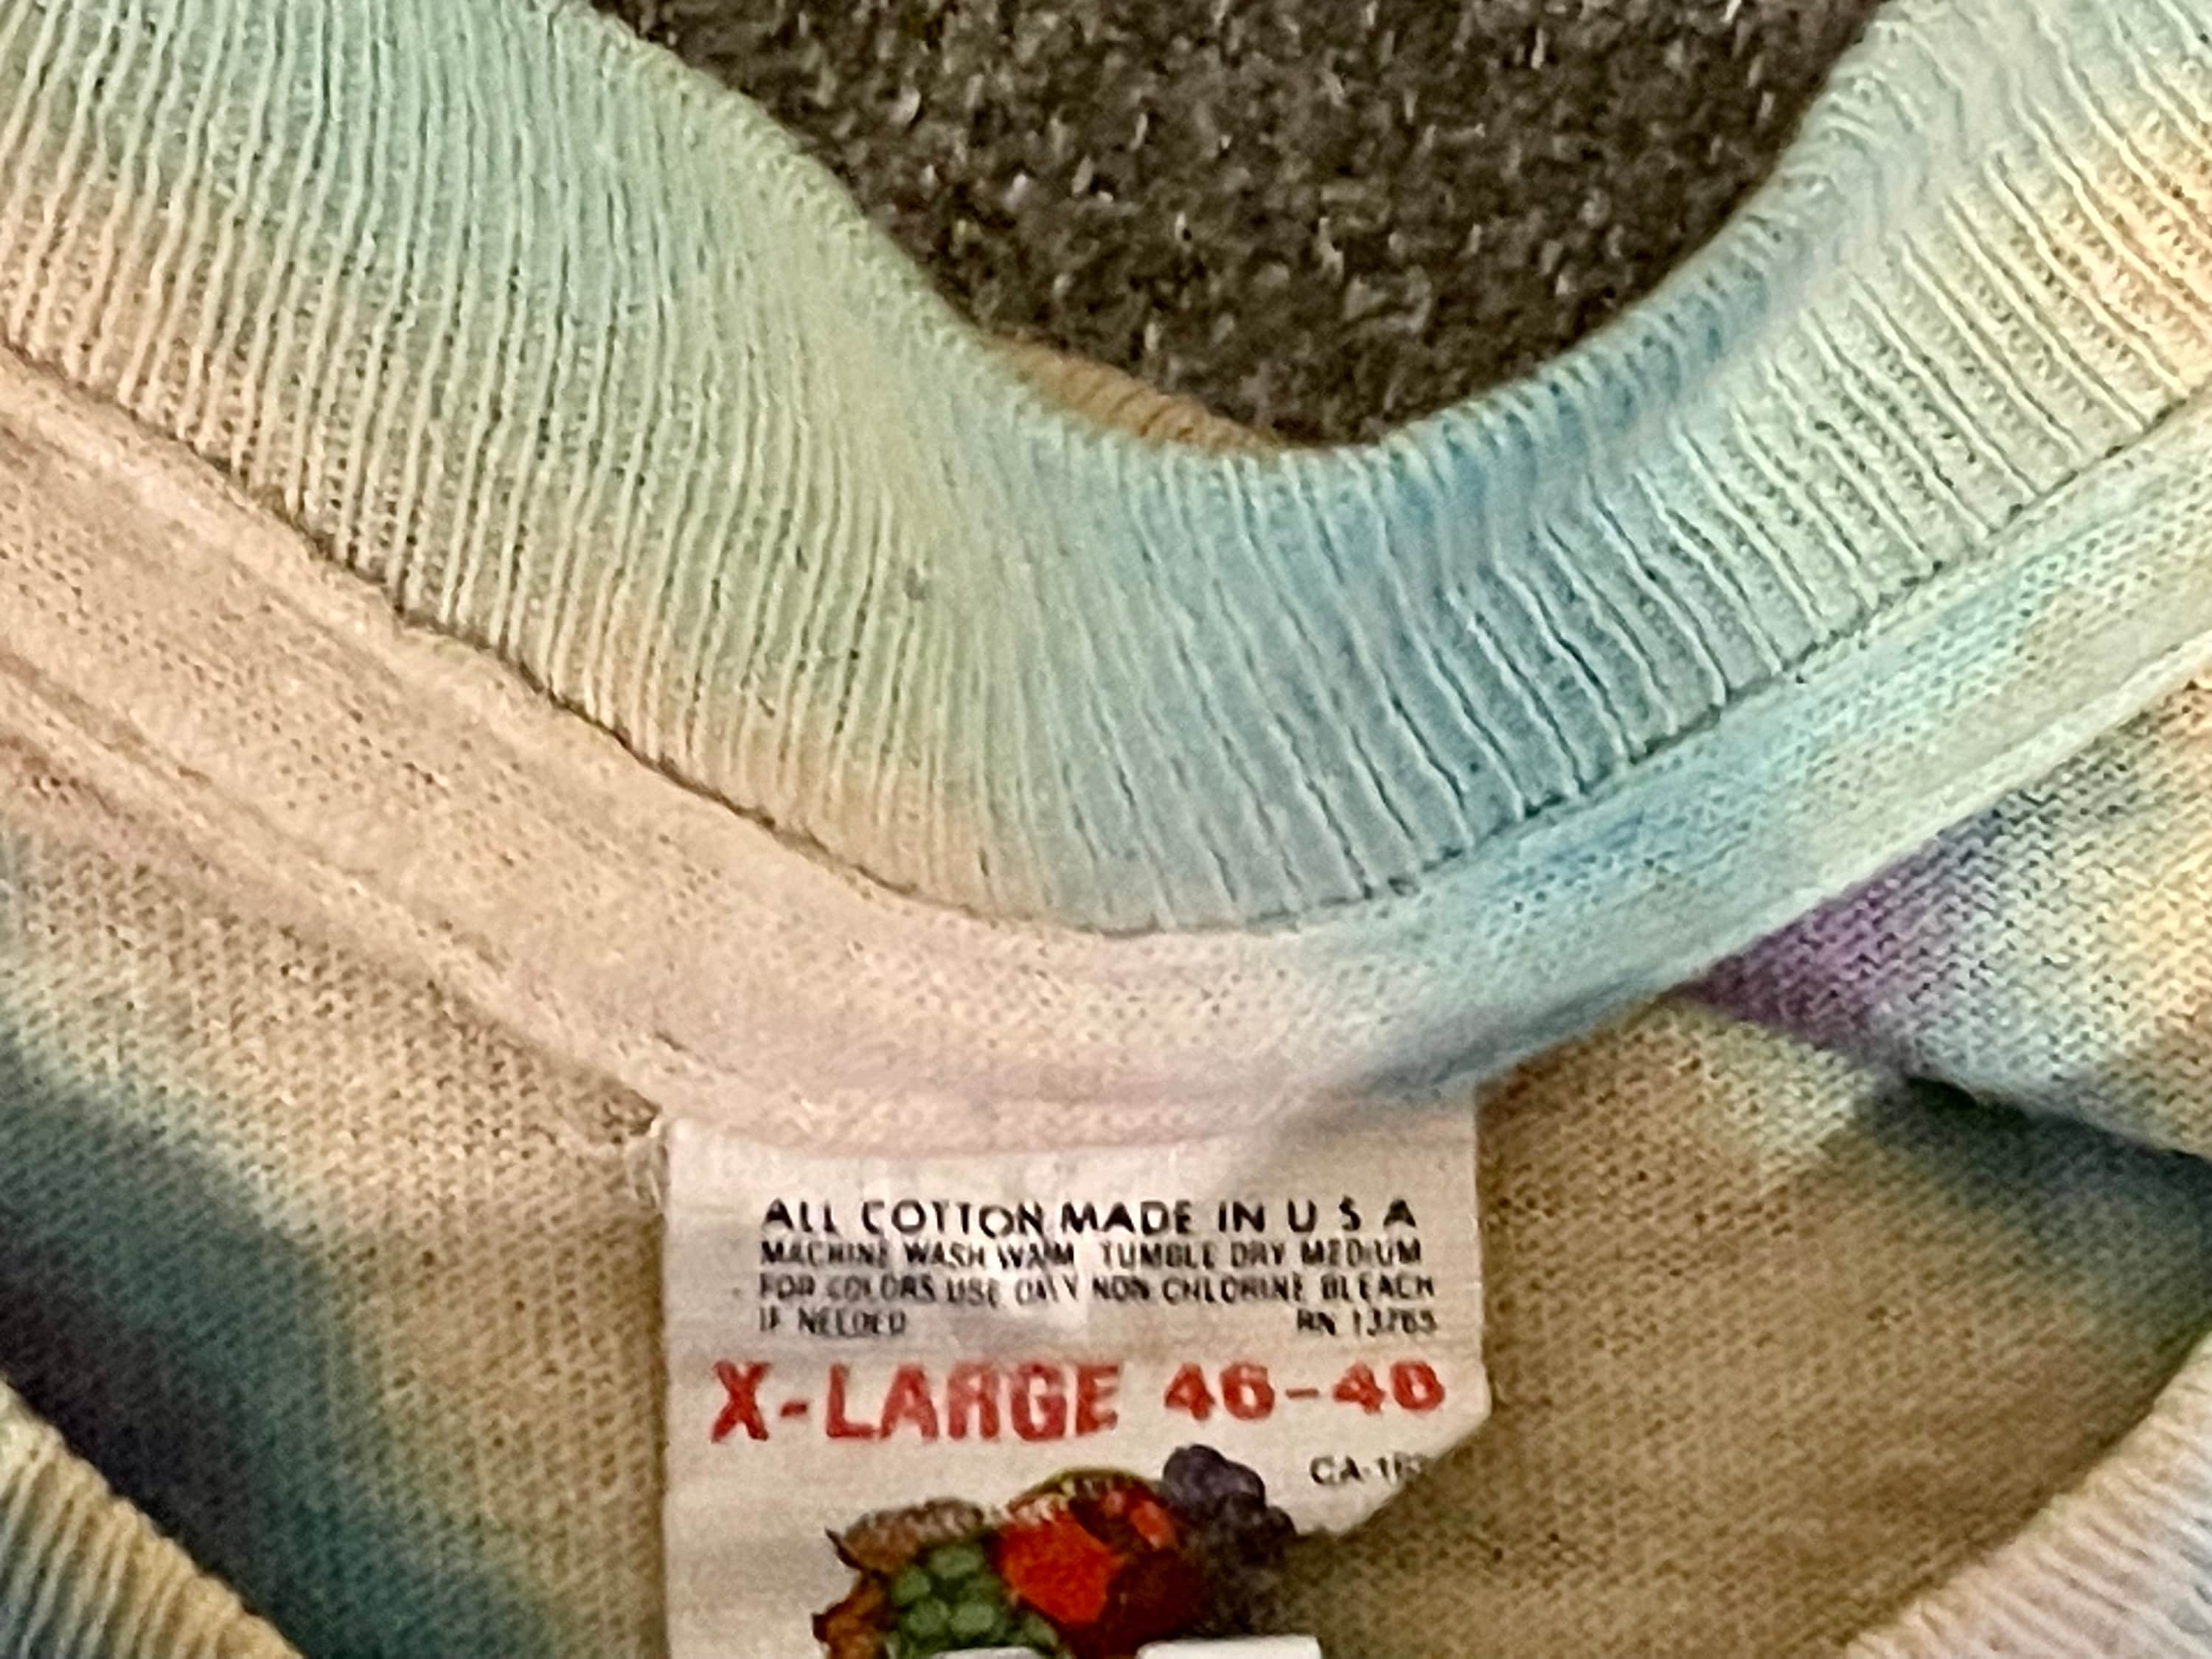 ALL COTTON MADE IN U S A
MACHINE WASH WARM TUMBLE DRY MEDIUM
FOR COLORS USE ONLY NON CHLORINE BLEACH
IF NEEDED RN 13765
X-LARGE 46-48